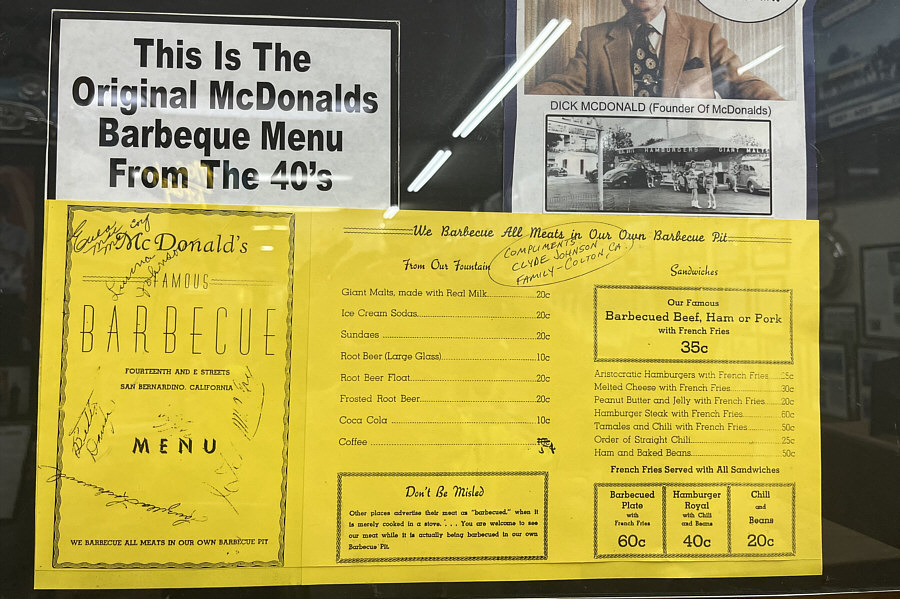 This Is The
Original McDonalds
Barbeque Menu
From The 40's
DICK MCDONALD (Founder Of McDonalds)
HAMBURGERS GIANT MALTS
McDonald's
FAMOUS
BARBECUE
FOURTEENTH AND E STREETS
SAN BERNARDINO, CALIFORNIA
MENU
WE BARBECUE ALL MEATS IN OUR OWN BARBECUE PIT
We Barbecue All Meats in Our Own Barbecue Pit
COMPLIMENTS
CLYDE JOHNSON
FAMILY-COLTON, CA.
From Our Fountain
Giant Malts, made with Real Milk 20c
Ice Cream Sodas 20c
Sundaes 20c
Root Beer (Large Glass) 10c
Root Beer Float 20c
Frosted Root Beer 20c
Coca Cola 10c
Coffee 5¢
Don't Be Misled
Other places advertise their meat as "barbecued," when it
is merely cooked in a stove. . . . You are welcome to see
our meat while it is actually being barbecued in our own
Barbecue Pit.
Sandwiches
Our Famous
Barbecued Beef, Ham or Pork
with French Fries
35c
Aristocratic Hamburgers with French Fries
Melted Cheese with French Fries 30c
Peanut Butter and Jelly with French Fries 20c
Hamburger Steak with French Fries 60c
Tamales and Chili with French Fries 50c
Order of Straight Chili 25c
Ham and Baked Beans 50c
French Fries Served with All Sandwiches
Barbecued
Plate
with
French Fries
60c
Hamburger
Royal
with Chili
and Beans
40c
Chili
and
Beans
20c